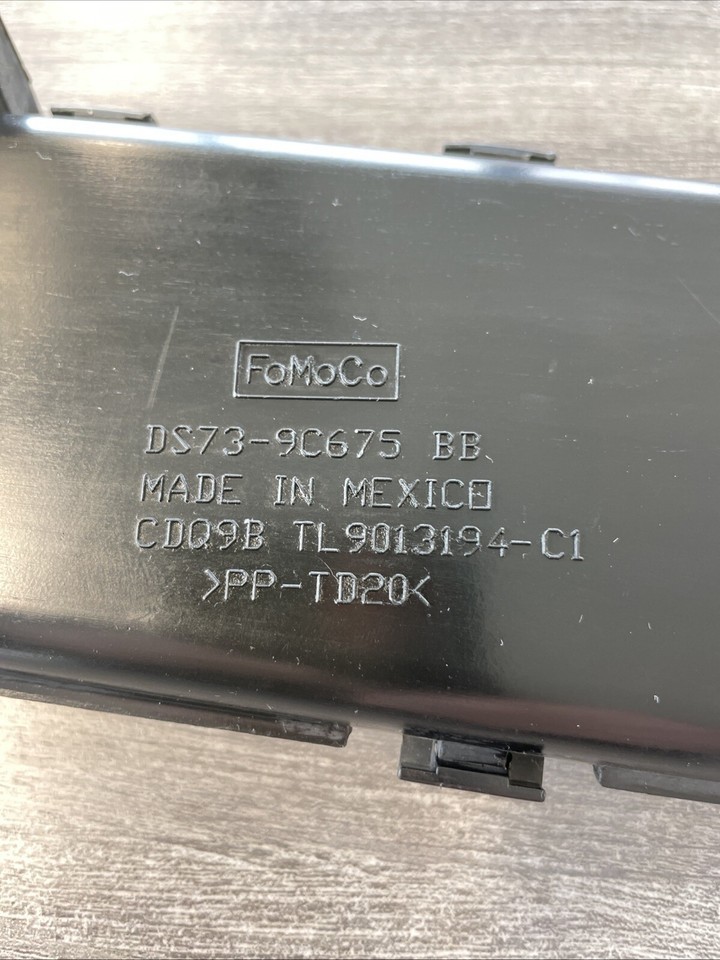 FoMoCo
DS73-9C675 BB
MADE IN MEXICO
CDQ9B TL9013194-C1
>PP-TD20<